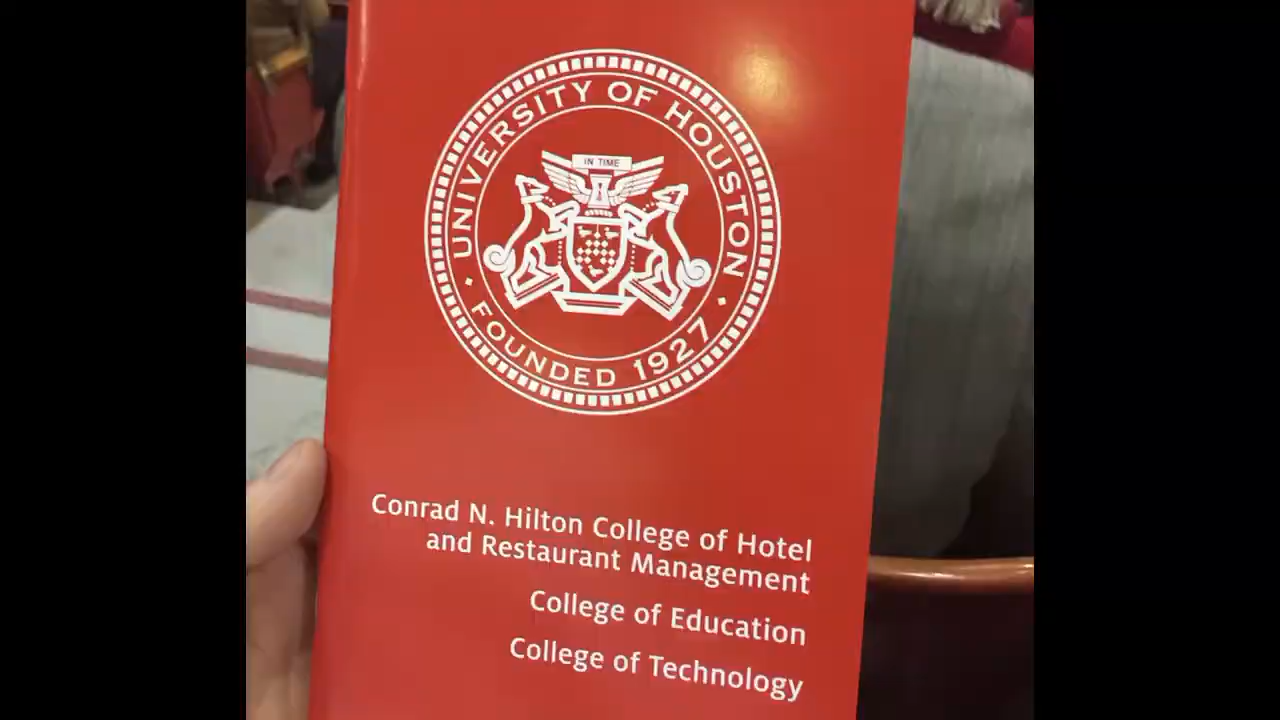 UNIVERSITY OF HOUSTON
IN TIME
FOUNDED 1927
Conrad N. Hilton College of Hotel
and Restaurant Management
College of Education
College of Technology